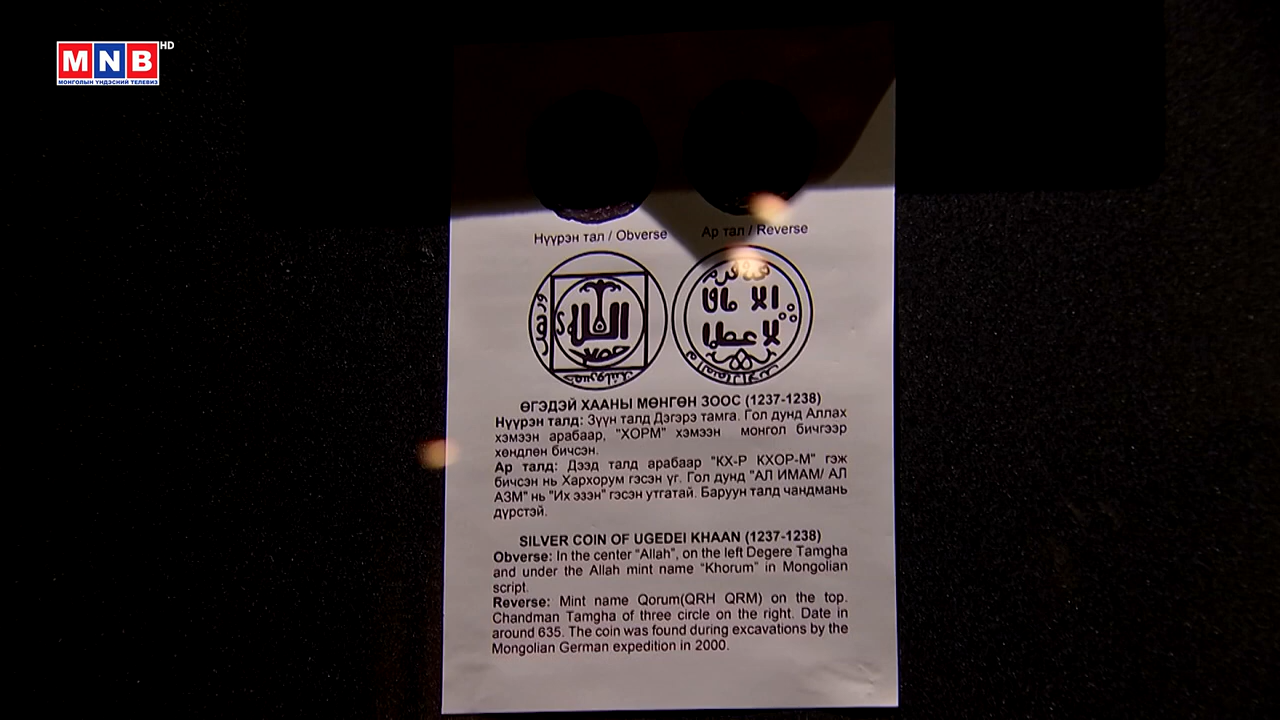 MNB HD
МОНГОЛЫН ҮНДЭСНИЙ ТЕЛЕВИЗ
Нүүрэн тал / Obverse
Ар тал / Reverse
ӨГЭДЭЙ ХААНЫ МӨНГӨН ЗООС (1237-1238)
Нүүрэн талд: Зүүн талд Дэгэрэ тамга. Гол дунд Аллах
хэмээн арабаар, "ХОРМ" хэмээн монгол бичгээр
хөндлөн бичсэн.
Ар талд: Дээд талд арабаар "КХ-Р КХОР-М" гэж
бичсэн нь Хархорум гэсэн үг. Гол дунд "АЛ ИМАМ/ АЛ
АЗМ" нь "Их эзэн" гэсэн утгатай. Баруун талд чандмань
дүрстэй.
SILVER COIN OF UGEDEI KHAAN (1237-1238)
Obverse: In the center “Allah”, on the left Degere Tamgha
and under the Allah mint name “Khorum” in Mongolian
script.
Reverse: Mint name Qorum(QRH QRM) on the top.
Chandman Tamgha of three circle on the right. Date in
around 635. The coin was found during excavations by the
Mongolian German expedition in 2000.